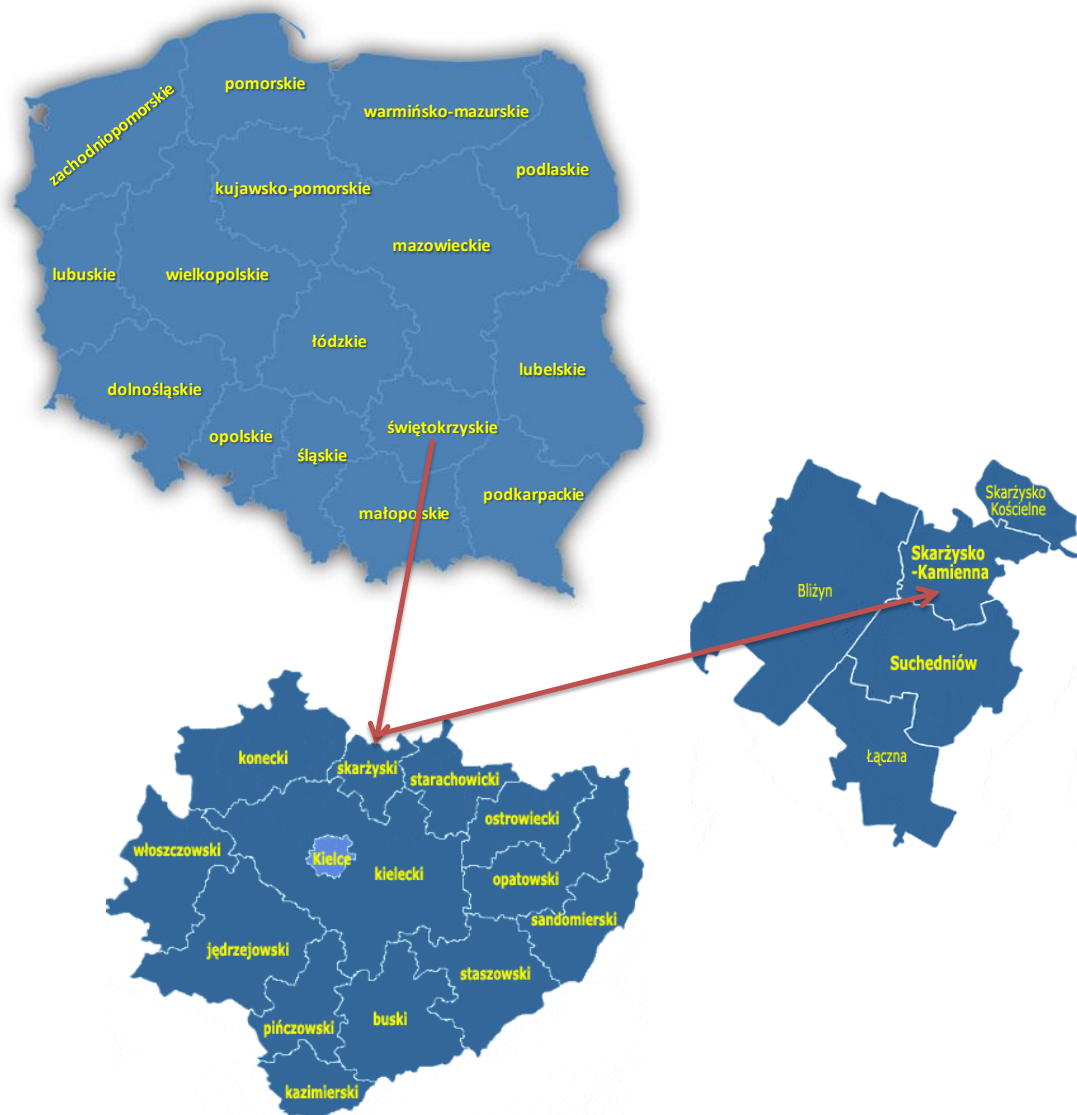 pomorskie
zachodniopomorskie
warmińsko-mazurskie
podlaskie
kujawsko-pomorskie
mazowieckie
lubuskie
wielkopolskie
łódzkie
lubelskie
dolnośląskie
świętokrzyskie
opolskie
śląskie
podkarpackie
małopolskie
Skarżysko
Kościelne
Skarżysko
-Kamienna
Bliżyn
Suchedniów
Łączna
konecki
skarżyski
starachowicki
ostrowiecki
włoszczowski
Kielce
kielecki
opatowski
sandomierski
jędrzejowski
staszowski
pińczowski
buski
kazimierski